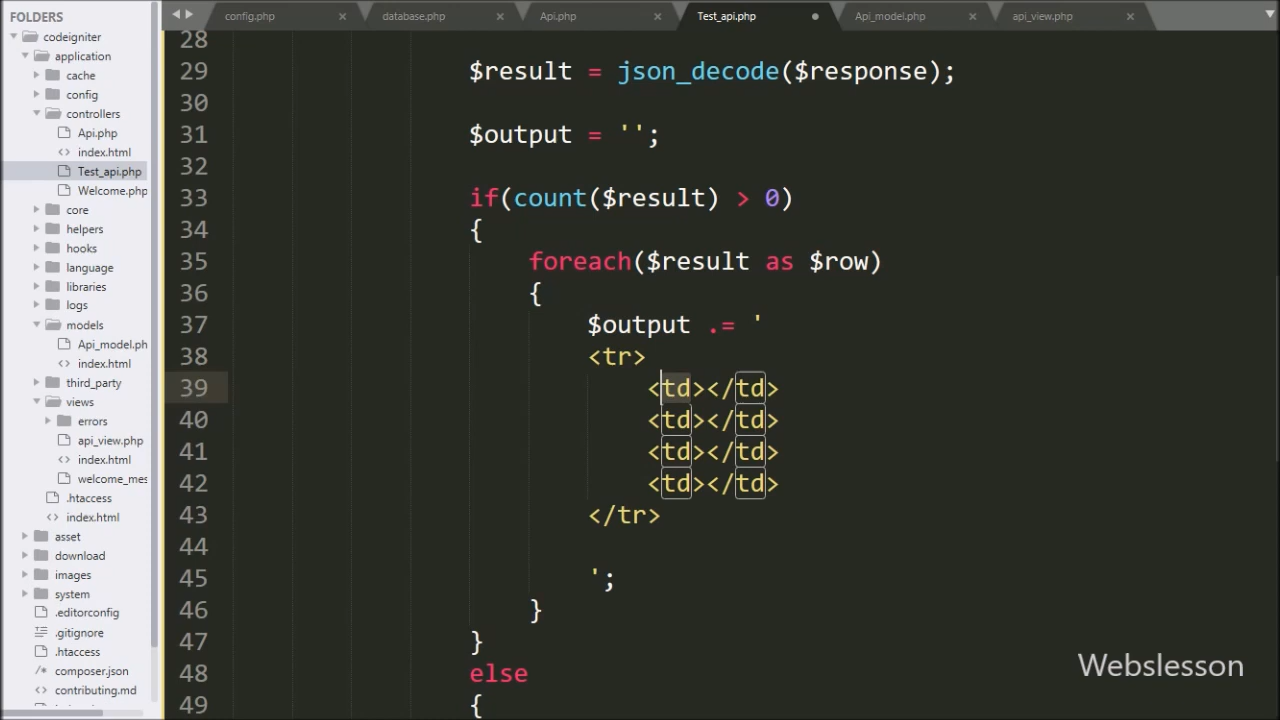 FOLDERS
codeigniter
application
cache
config
controllers
Api.php
index.html
Test_api.php
Welcome.php
core
helpers
hooks
language
libraries
logs
models
Api_model.ph
index.html
third_party
views
errors
api_view.php
index.html
welcome_mes
.htaccess
index.html
asset
download
images
system
.editorconfig
.gitignore
.htaccess
composer.json
contributing.md
config.php
database.php
Api.php
Test_api.php
Api_model.php
api_view.php
28
29 $result = json_decode($response);
30
31 $output = '';
32
33 if(count($result) > 0)
34 {
35 foreach($result as $row)
36 {
37 $output .= '
38 <tr>
39 <td></td>
40 <td></td>
41 <td></td>
42 <td></td>
43 </tr>
44
45 ';
46 }
47 }
48 else
49 {
Webslesson